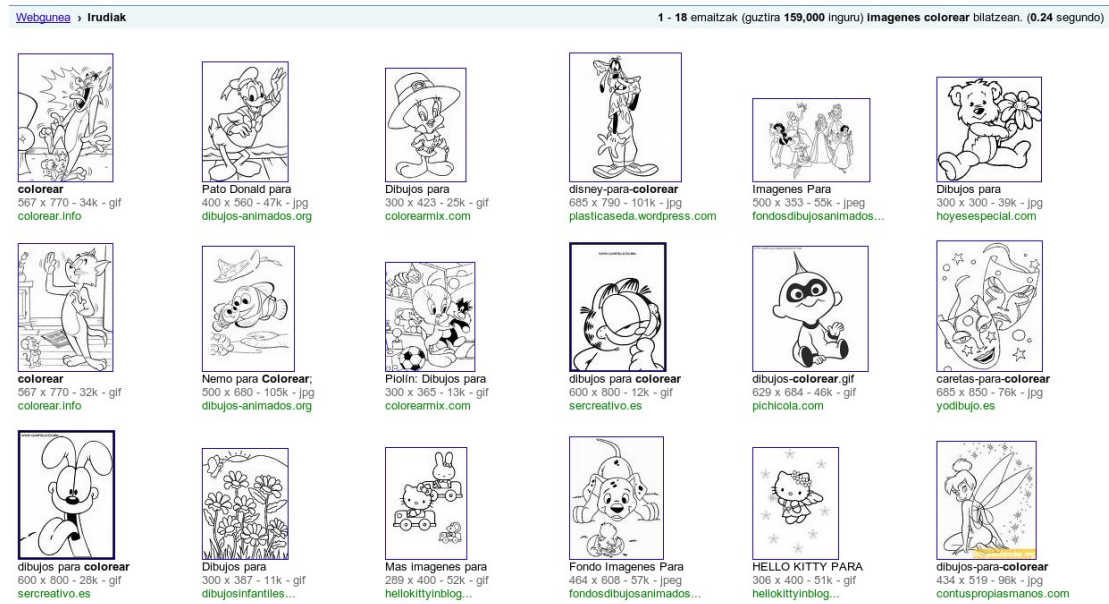 Webgunea › Irudiak 1 - 18 emaitzak (guztira 159,000 inguru) imagenes colorear bilatzean. (0.24 segundo)
colorear
567 x 770 - 34k - gif
colorear.info
Pato Donald para
400 x 560 - 47k - jpg
dibujos-animados.org
Dibujos para
300 x 423 - 25k - gif
colorearmix.com
disney-para-colorear
685 x 790 - 101k - jpg
plasticaseda.wordpress.com
Imagenes Para
500 x 353 - 55k - jpeg
fondosdibujosanimados...
Dibujos para
300 x 300 - 39k - jpg
hoyesespecial.com
colorear
567 x 770 - 32k - gif
colorear.info
Nemo para Colorear;
500 x 680 - 105k - jpg
dibujos-animados.org
Piolín: Dibujos para
300 x 365 - 13k - gif
colorearmix.com
dibujos para colorear
600 x 800 - 12k - gif
sercreativo.es
dibujos-colorear.gif
629 x 684 - 46k - gif
pichicola.com
caretas-para-colorear
685 x 850 - 76k - jpg
yodibujo.es
dibujos para colorear
600 x 800 - 28k - gif
sercreativo.es
Dibujos para
300 x 387 - 11k - gif
dibujosinfantiles...
Mas imagenes para
289 x 400 - 52k - gif
hellokittyinblog...
Fondo Imagenes Para
464 x 608 - 57k - jpeg
fondosdibujosanimados...
HELLO KITTY PARA
306 x 400 - 51k - gif
hellokittyinblog...
dibujos-para-colorear
434 x 519 - 96k - jpg
contuspropiasmanos.com